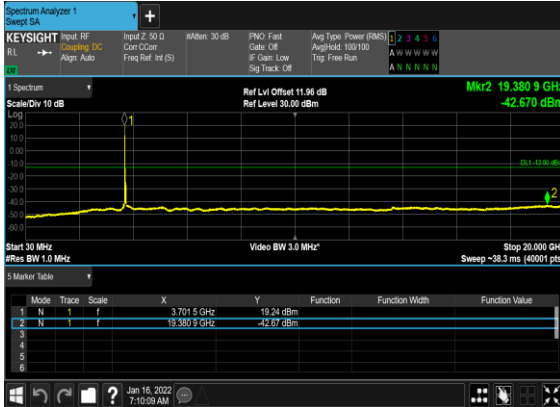 Spectrum Analyzer 1
Swept SA
+
KEYSIGHT Input: RF Input Z: 50 Ω #Atten: 30 dB PNO: Fast Avg Type: Power (RMS) 1 2 3 4 5 6
RL Coupling: DC Corr CCorr Gate: Off Avg|Hold: 100/100 A W W W W W
Align: Auto Freq Ref: Int (S) IF Gain: Low Trig: Free Run
Sig Track: Off A N N N N N
1 Spectrum Ref Lvl Offset 11.96 dB Mkr2 19.380 9 GHz
Scale/Div 10 dB Ref Level 30.00 dBm -42.670 dBm
Log
1
20.0
10.0
0.00
-10.0
DL1 -13.00 dBm
-20.0
-30.0
-40.0
2
-50.0
-60.0
Start 30 MHz Video BW 3.0 MHz* Stop 20.000 GHz
#Res BW 1.0 MHz Sweep ~38.3 ms (40001 pts)
5 Marker Table
Mode Trace Scale X Y Function Function Width Function Value
1 N 1 f 3.701 5 GHz 19.24 dBm
2 N 1 f 19.380 9 GHz -42.67 dBm
3
4
5
6
? Jan 16, 2022
7:10:09 AM